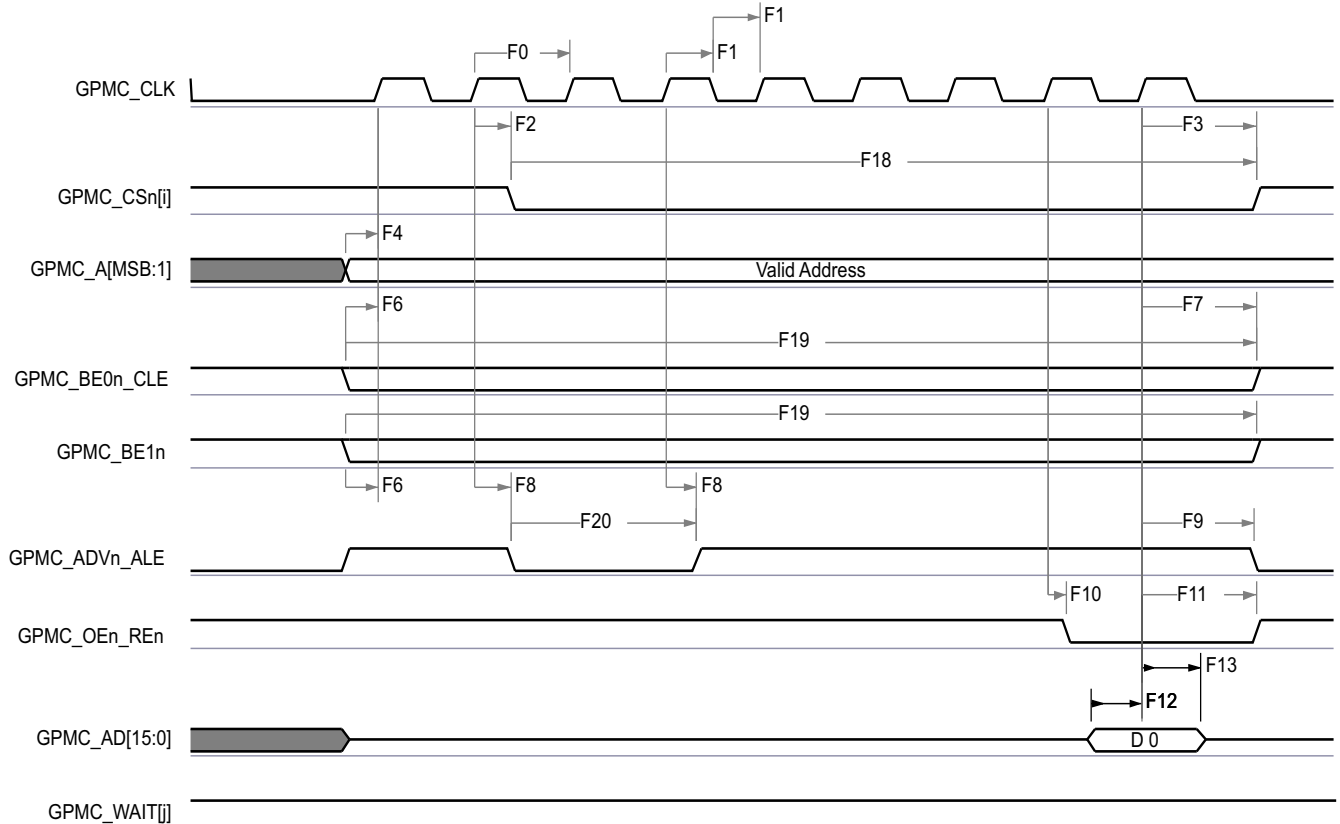 F1
F0
F1
GPMC_CLK
F2
F3
F18
GPMC_CSn[i]
F4
GPMC_A[MSB:1]
Valid Address
F6
F7
F19
GPMC_BE0n_CLE
F19
GPMC_BE1n
F6
F8
F8
F20
F9
GPMC_ADVn_ALE
F10
F11
GPMC_OEn_REn
F13
F12
GPMC_AD[15:0]
D 0
GPMC_WAIT[j]